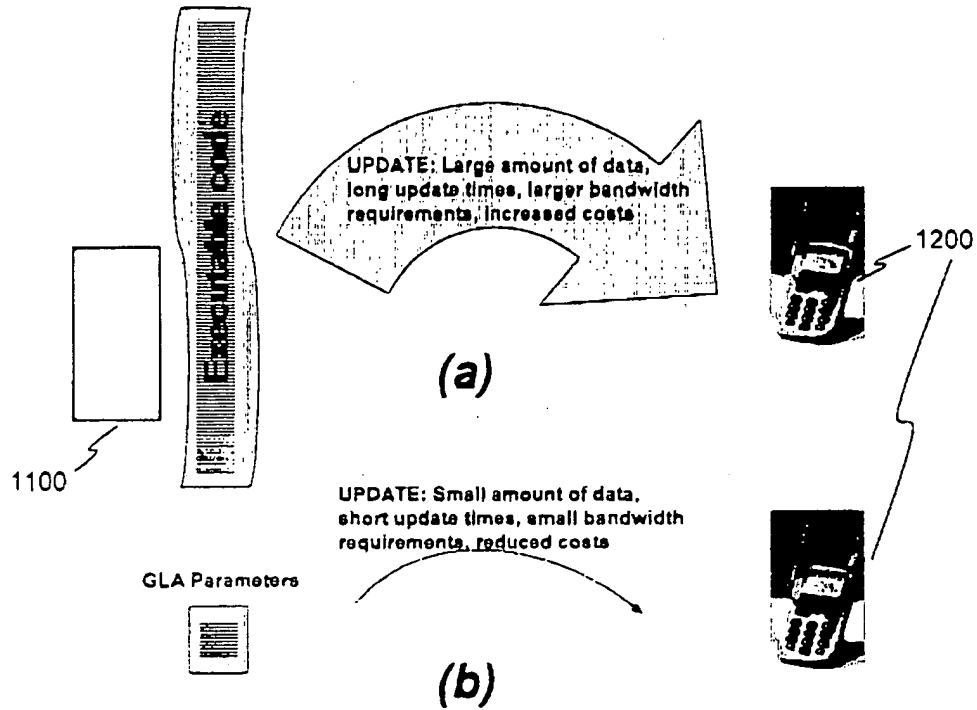 Executable code
UPDATE: Large amount of data,
long update times, larger bandwidth
requirements, increased costs
1200
(a)
1100
UPDATE: Small amount of data,
short update times, small bandwidth
requirements, reduced costs
GLA Parameters
(b)